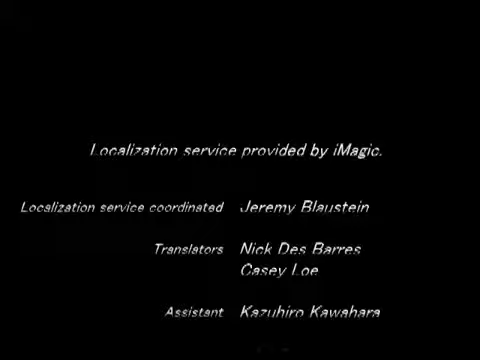 Localization service provided by iMagic.
Localization service coordinated Jeremy Blaustein
Translators Nick Des Barres
Casey Loe
Assistant Kazuhiro Kawahara